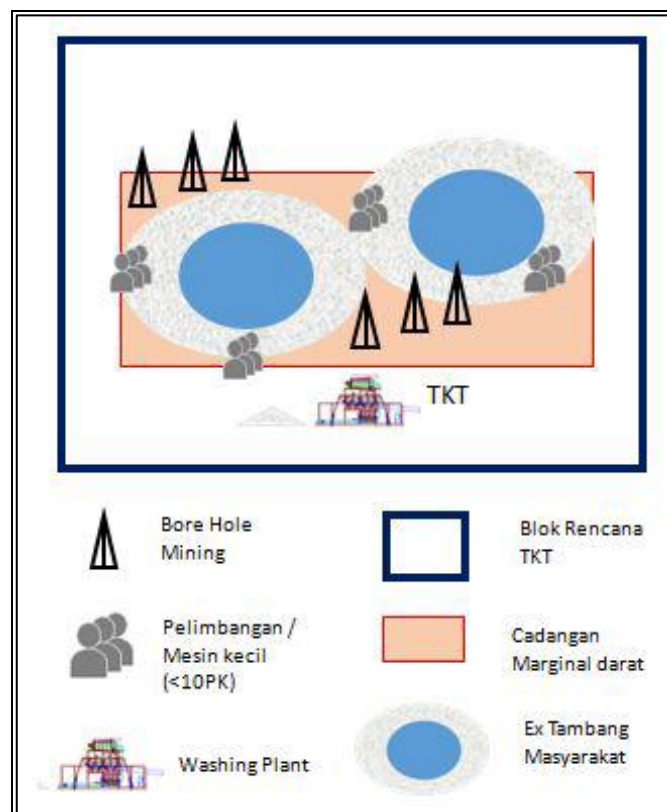 TKT
Bore Hole
Mining
Blok Rencana
TKT
Pelimbangan /
Mesin kecil
(<10PK)
Cadangan
Marginal darat
Washing Plant
Ex Tambang
Masyarakat